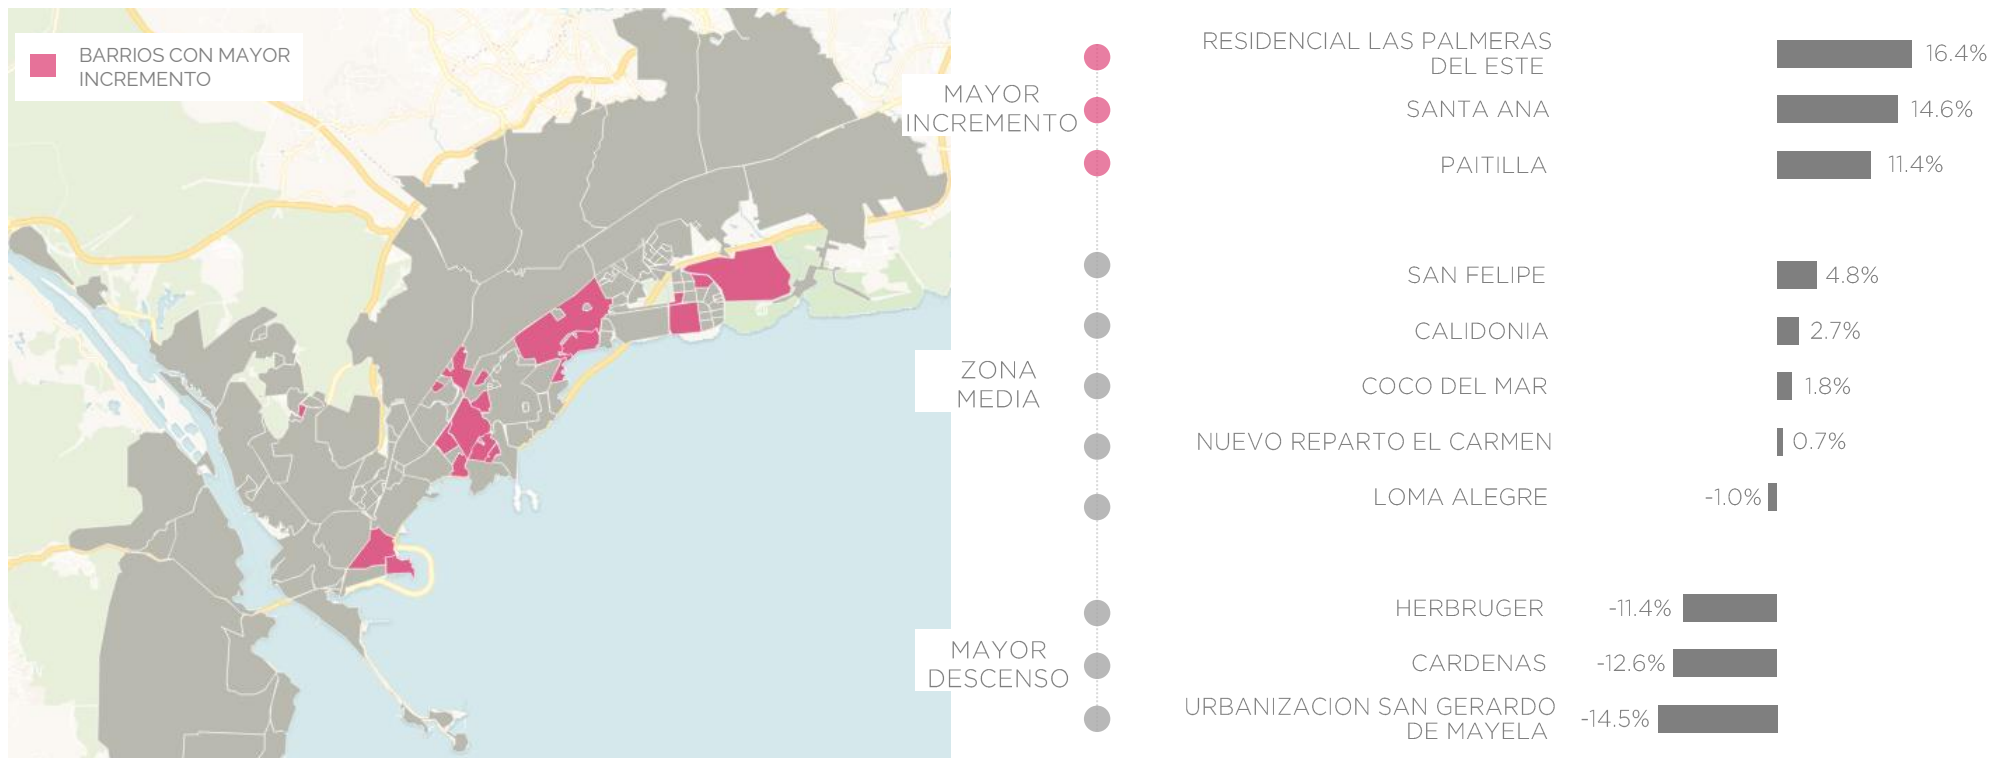 BARRIOS CON MAYOR
INCREMENTO
MAYOR
INCREMENTO
RESIDENCIAL LAS PALMERAS
DEL ESTE
16.4%
SANTA ANA
14.6%
PAITILLA
11.4%
ZONA
MEDIA
SAN FELIPE
4.8%
CALIDONIA
2.7%
COCO DEL MAR
1.8%
NUEVO REPARTO EL CARMEN
0.7%
LOMA ALEGRE
-1.0%
MAYOR
DESCENSO
HERBRUGER
-11.4%
CARDENAS
-12.6%
URBANIZACION SAN GERARDO
DE MAYELA
-14.5%